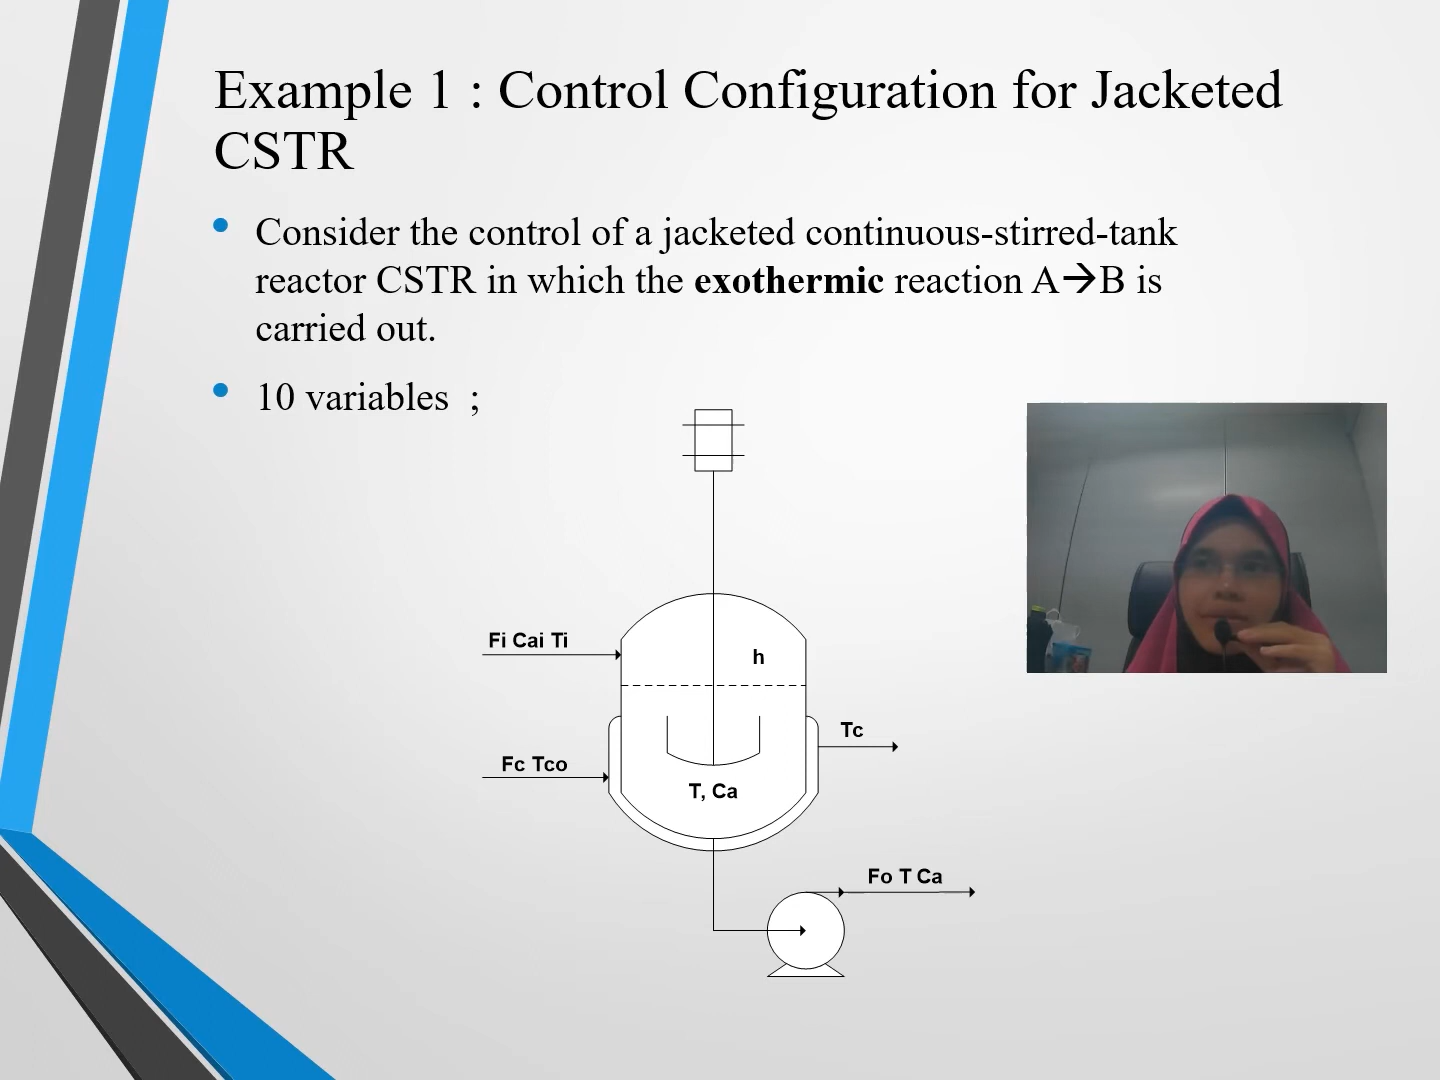 Example 1 : Control Configuration for Jacketed
CSTR
Consider the control of a jacketed continuous-stirred-tank
reactor CSTR in which the exothermic reaction A→B is
carried out.
10 variables ;
Fi Cai Ti
h
Tc
Fc Tco
T, Ca
Fo T Ca